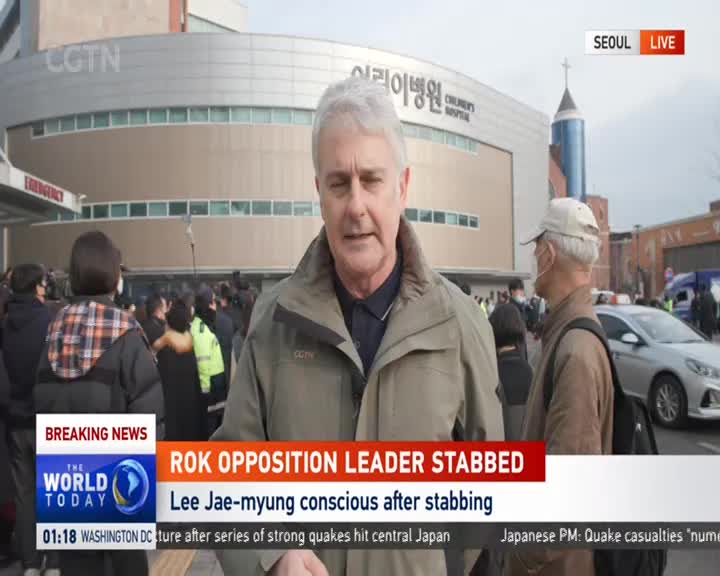 CGTN
SEOUL LIVE
어린이병원 CHILDREN'S HOSPITAL
EMERGENCY
CGTN
BREAKING NEWS
ROK OPPOSITION LEADER STABBED
THE WORLD TODAY
Lee Jae-myung conscious after stabbing
01:18 WASHINGTON DC
xture after series of strong quakes hit central Japan Japanese PM: Quake casualties "nume